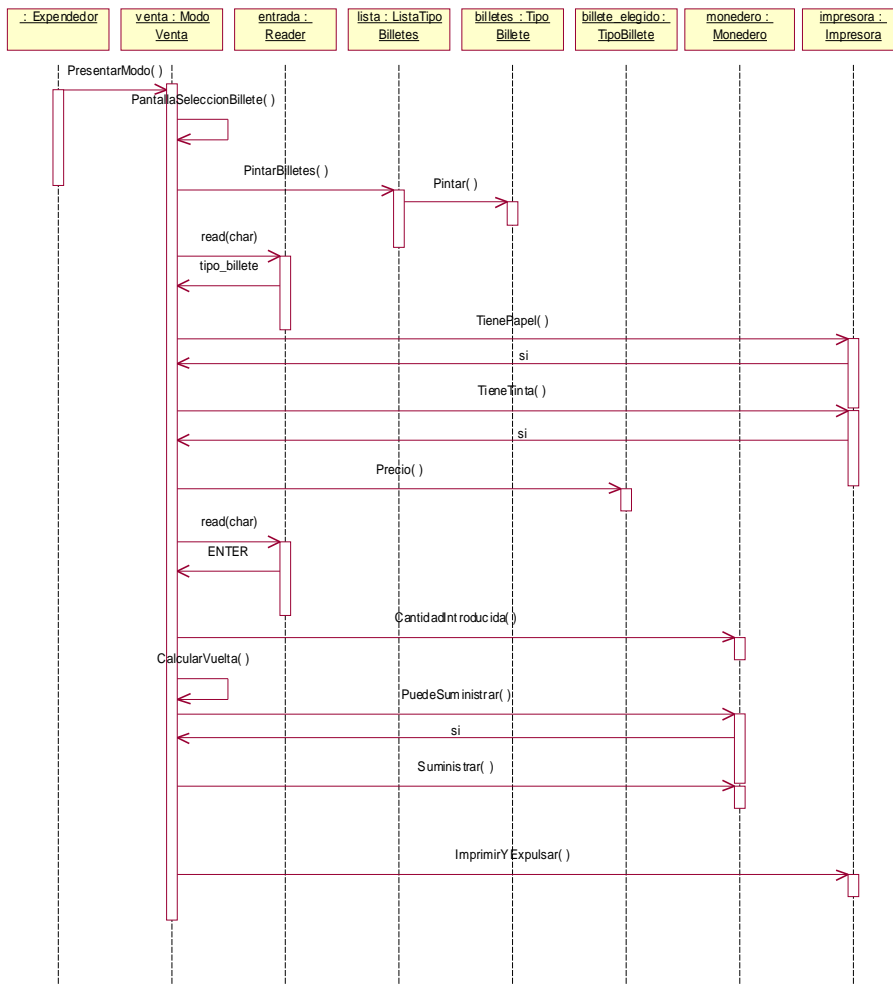 : Expendedor
venta : Modo
Venta
entrada :
Reader
lista : ListaTipo
Billetes
billetes : Tipo
Billete
billete_elegido :
TipoBillete
monedero :
Monedero
impresora :
Impresora
PresentarModo( )
PantallaSeleccionBillete( )
PintarBilletes( )
Pintar( )
read(char)
tipo_billete
TienePapel( )
si
TieneTinta( )
si
Precio( )
read(char)
ENTER
CantidadIntroducida( )
CalcularVuelta( )
PuedeSuministrar( )
si
Suministrar( )
ImprimirYExpulsar( )